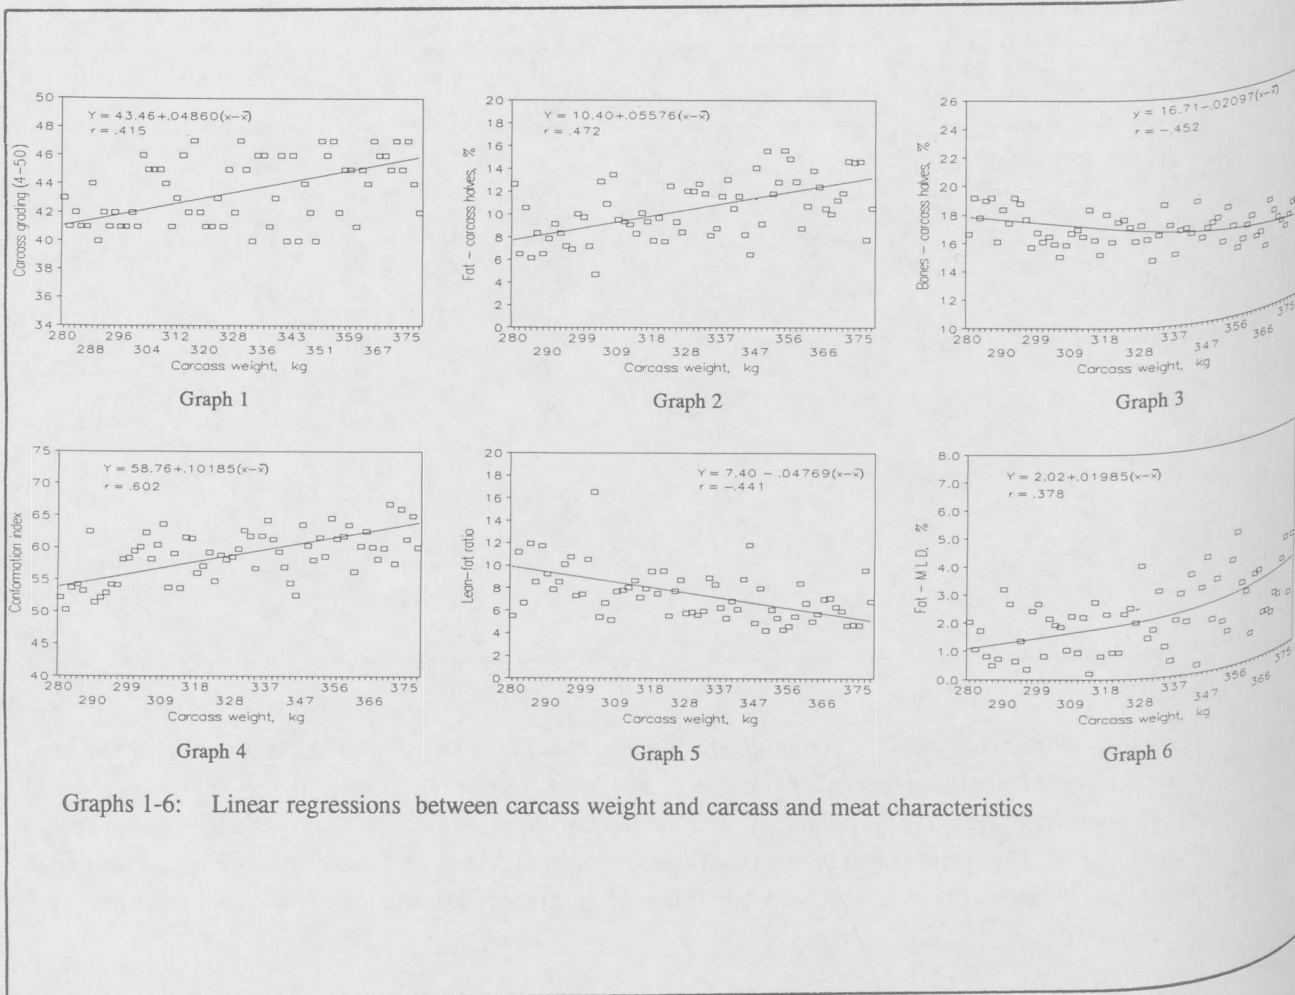 Y = 43.46+.04860(x-x̄)
r = .415
Carcass grading (4-50)
50
48
46
44
42
40
38
36
34
280 296 312 328 343 359 375
288 304 320 336 351 367
Carcass weight, kg
Graph 1
Y = 10.40+.05576(x-x̄)
r = .472
Fat - carcass halves, %
20
18
16
14
12
10
8
6
4
2
0
280 299 318 337 356 375
290 309 328 347 366
Carcass weight, kg
Graph 2
y = 16.71-.02097(x-x̄)
r = -.452
Bones - carcass halves, %
26
24
22
20
18
16
14
12
10
280 299 318 337 356 375
290 309 328 347 366
Carcass weight, kg
Graph 3
Y = 58.76+.10185(x-x̄)
r = .602
Conformation index
75
70
65
60
55
50
45
40
280 299 318 337 356 375
290 309 328 347 366
Carcass weight, kg
Graph 4
Y = 7.40 - .04769(x-x̄)
r = -.441
Lean-fat ratio
20
18
16
14
12
10
8
6
4
2
0
280 299 318 337 356 375
290 309 328 347 366
Carcass weight, kg
Graph 5
Y = 2.02+.01985(x-x̄)
r = .378
Fat - M L D, %
8.0
7.0
6.0
5.0
4.0
3.0
2.0
1.0
0.0
280 299 318 337 356 375
290 309 328 347 366
Carcass weight, kg
Graph 6
Graphs 1-6: Linear regressions between carcass weight and carcass and meat characteristics